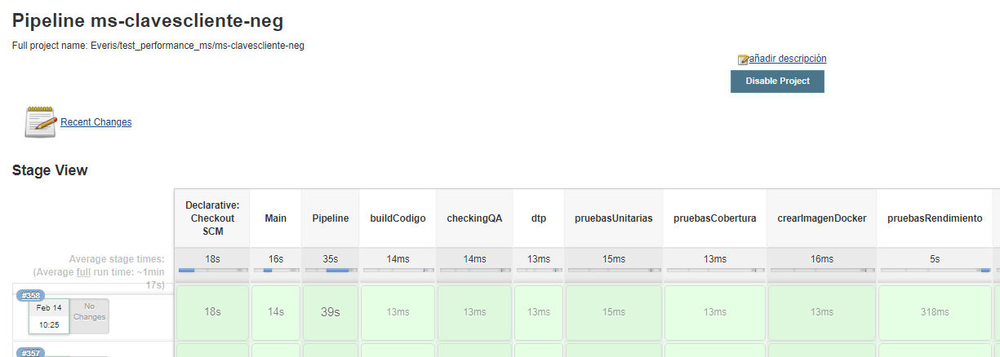 Pipeline ms-clavescliente-neg
Full project name: Everis/test_performance_ms/ms-clavescliente-neg
añadir descripción
Disable Project
Recent Changes
Stage View
Declarative:
Checkout
SCM
Main
Pipeline
buildCodigo
checkingQA
dtp
pruebasUnitarias
pruebasCobertura
crearImagenDocker
pruebasRendimiento
Average stage times:
(Average full run time: ~1min
17s)
18s
16s
35s
14ms
14ms
13ms
15ms
13ms
16ms
5s
#358
Feb 14
10:25
No
Changes
18s
14s
39s
13ms
13ms
13ms
15ms
13ms
13ms
318ms
#357